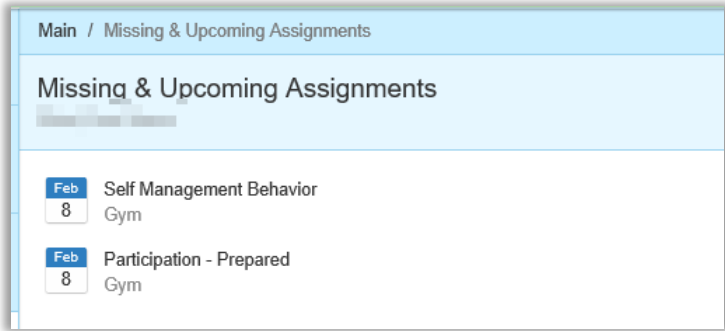 Main / Missing & Upcoming Assignments
Missing & Upcoming Assignments
Feb
8
Self Management Behavior
Gym
Feb
8
Participation - Prepared
Gym